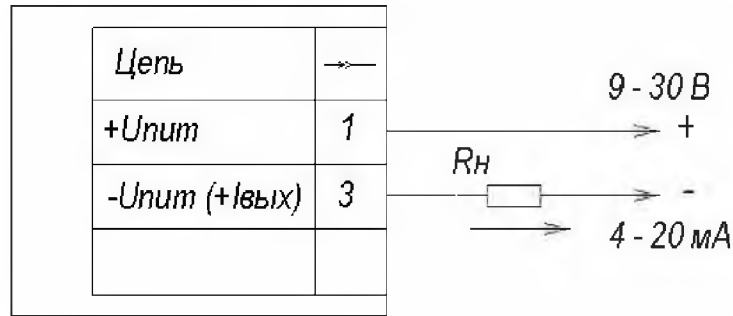 Цепь
9 - 30 В
+Uпит 1 +
Rн
-Uпит (+Iвых) 3 -
4 - 20 мА